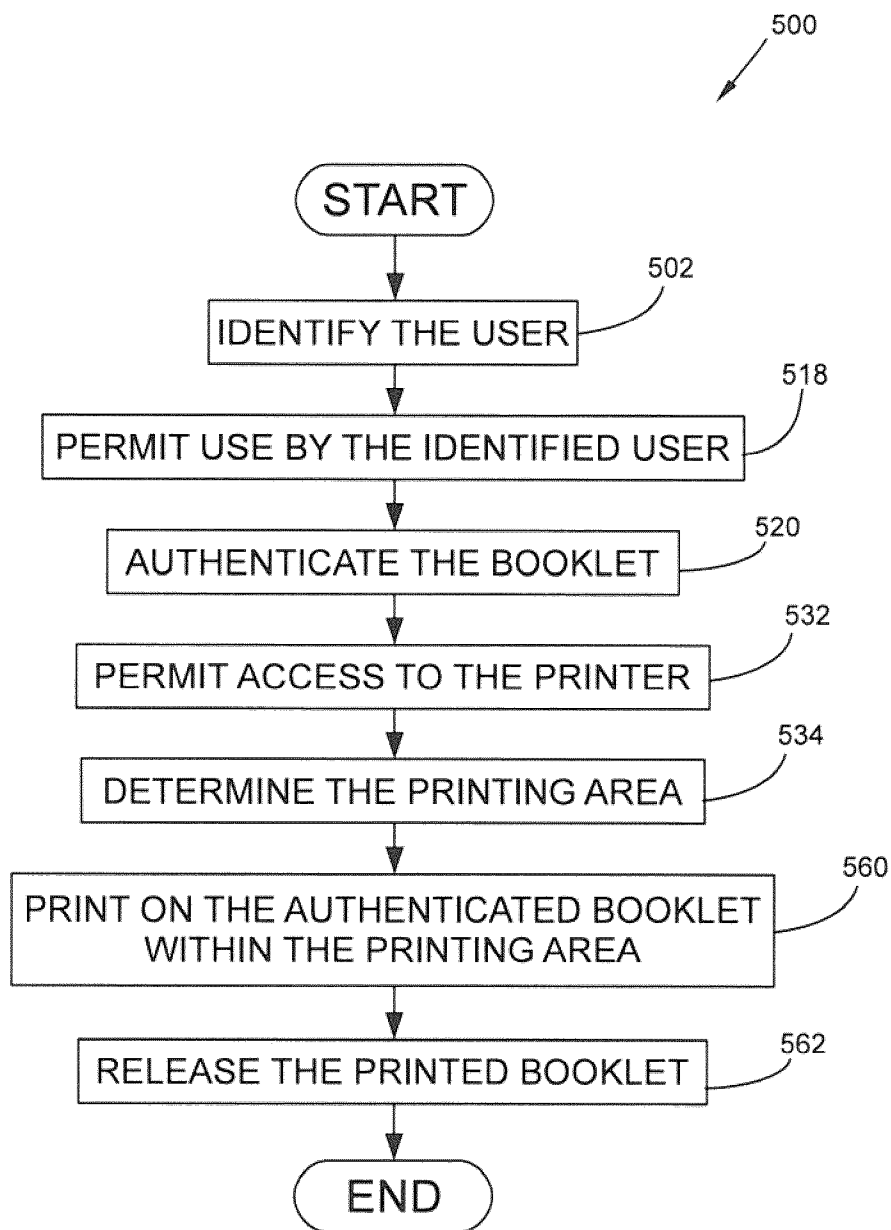 500
START
502
IDENTIFY THE USER
518
PERMIT USE BY THE IDENTIFIED USER
520
AUTHENTICATE THE BOOKLET
532
PERMIT ACCESS TO THE PRINTER
534
DETERMINE THE PRINTING AREA
560
PRINT ON THE AUTHENTICATED BOOKLET
WITHIN THE PRINTING AREA
562
RELEASE THE PRINTED BOOKLET
END